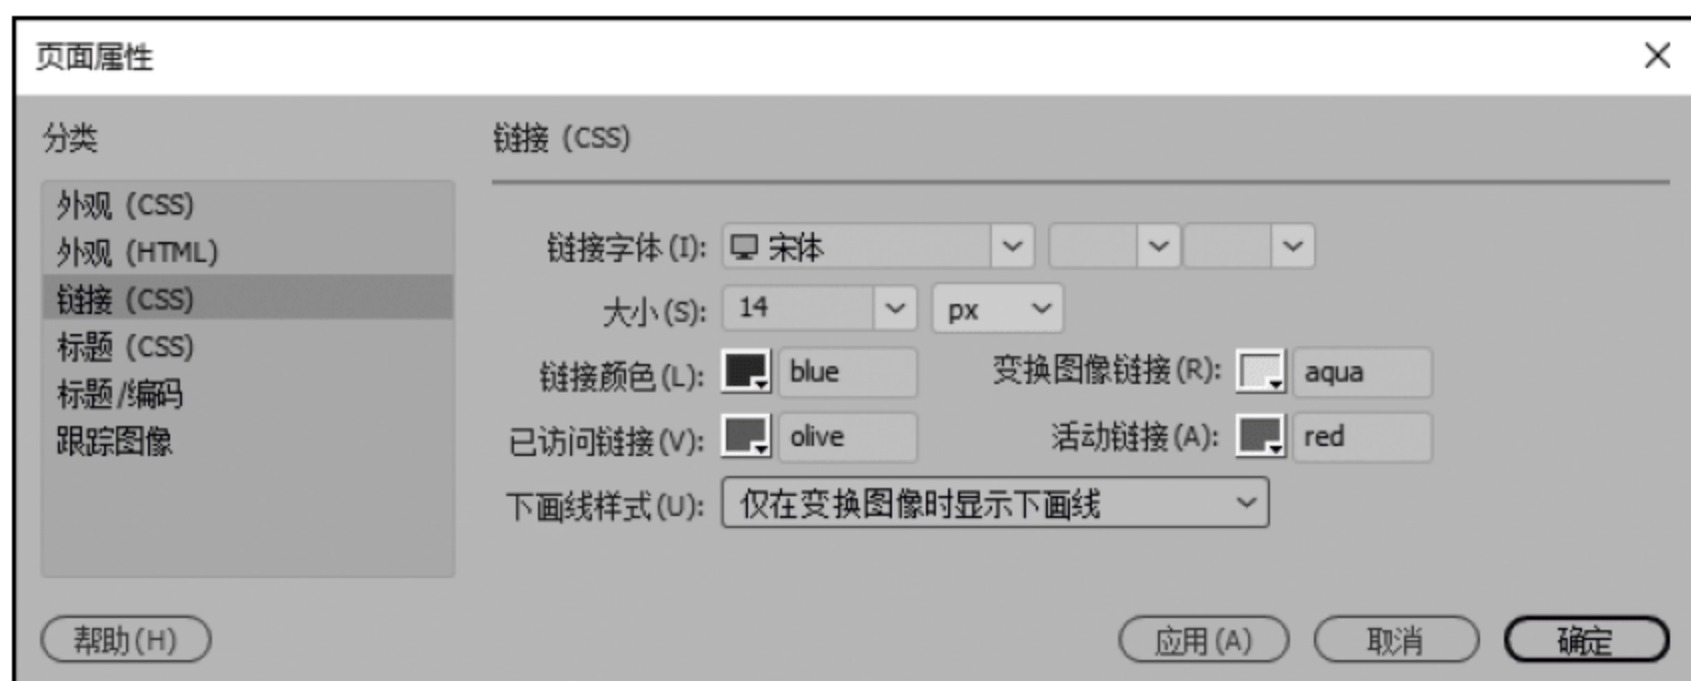 页面属性
分类
外观 (CSS)
外观 (HTML)
链接 (CSS)
标题 (CSS)
标题/编码
跟踪图像
链接 (CSS)
链接字体(I): 宋体
大小(S): 14 px
链接颜色(L): blue 变换图像链接(R): aqua
已访问链接(V): olive 活动链接(A): red
下画线样式(U): 仅在变换图像时显示下画线
帮助(H) 应用(A) 取消 确定